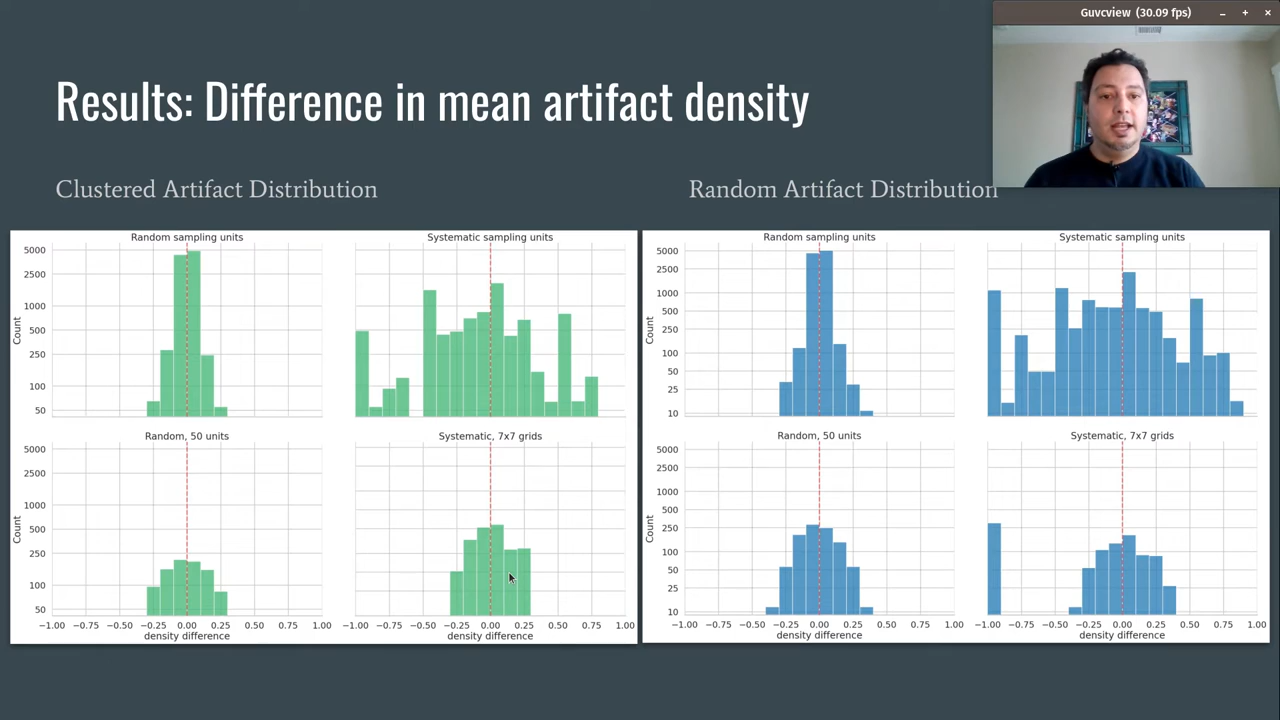 Guvcview (30.09 fps)
Results: Difference in mean artifact density
Clustered Artifact Distribution
Random Artifact Distribution
Random sampling units
Systematic sampling units
5000
2500
1000
500
250
100
50
Count
Random, 50 units
Systematic, 7x7 grids
5000
2500
1000
500
250
100
50
Count
−1.00 −0.75 −0.50 −0.25 0.00 0.25 0.50 0.75 1.00
density difference
−1.00 −0.75 −0.50 −0.25 0.00 0.25 0.50 0.75 1.00
density difference
Random sampling units
Systematic sampling units
5000
2500
1000
500
250
100
50
25
10
Count
Random, 50 units
Systematic, 7x7 grids
5000
2500
1000
500
250
100
50
25
10
Count
−1.00 −0.75 −0.50 −0.25 0.00 0.25 0.50 0.75 1.00
density difference
−1.00 −0.75 −0.50 −0.25 0.00 0.25 0.50 0.75 1.00
density difference